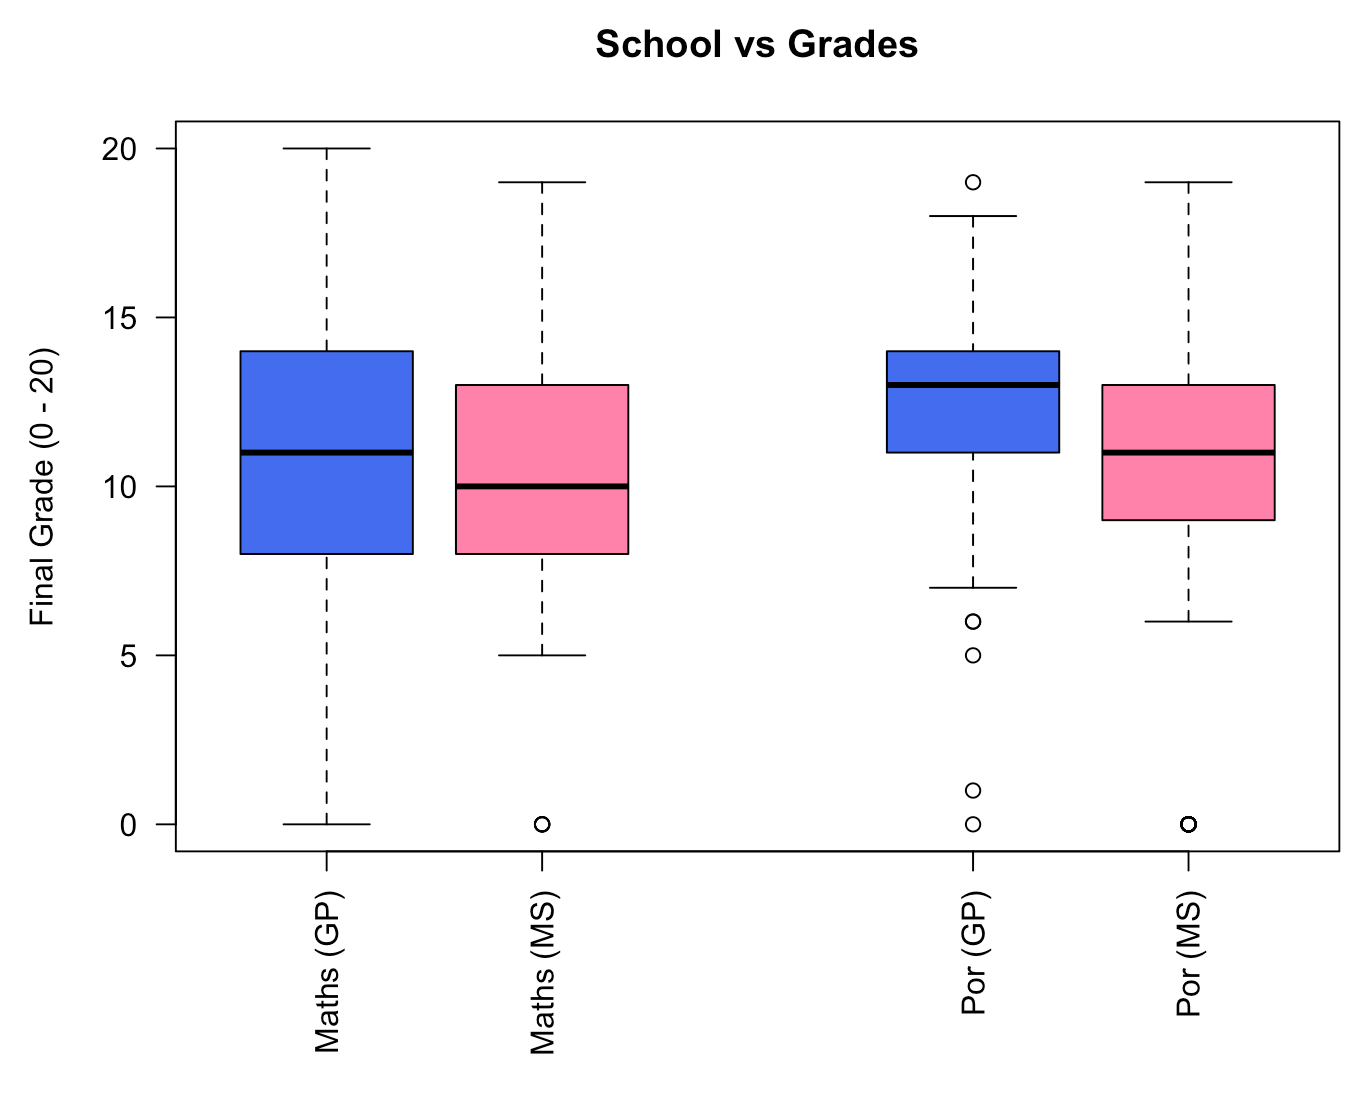 School vs Grades
Final Grade (0 - 20)
20
15
10
5
0
Maths (GP)
Maths (MS)
Por (GP)
Por (MS)